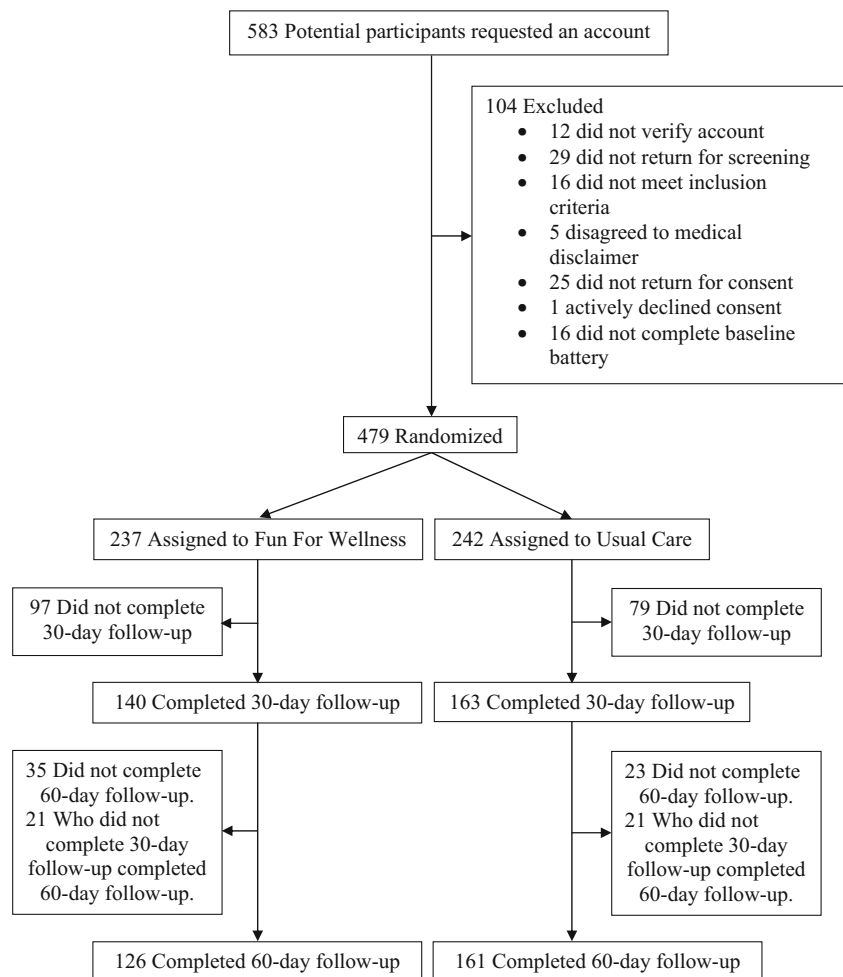 583 Potential participants requested an account
104 Excluded
• 12 did not verify account
• 29 did not return for screening
• 16 did not meet inclusion
criteria
• 5 disagreed to medical
disclaimer
• 25 did not return for consent
• 1 actively declined consent
• 16 did not complete baseline
battery
479 Randomized
237 Assigned to Fun For Wellness
242 Assigned to Usual Care
97 Did not complete
30-day follow-up
79 Did not complete
30-day follow-up
140 Completed 30-day follow-up
163 Completed 30-day follow-up
35 Did not complete
60-day follow-up.
21 Who did not
complete 30-day
follow-up completed
60-day follow-up.
23 Did not complete
60-day follow-up.
21 Who did not
complete 30-day
follow-up completed
60-day follow-up.
126 Completed 60-day follow-up
161 Completed 60-day follow-up